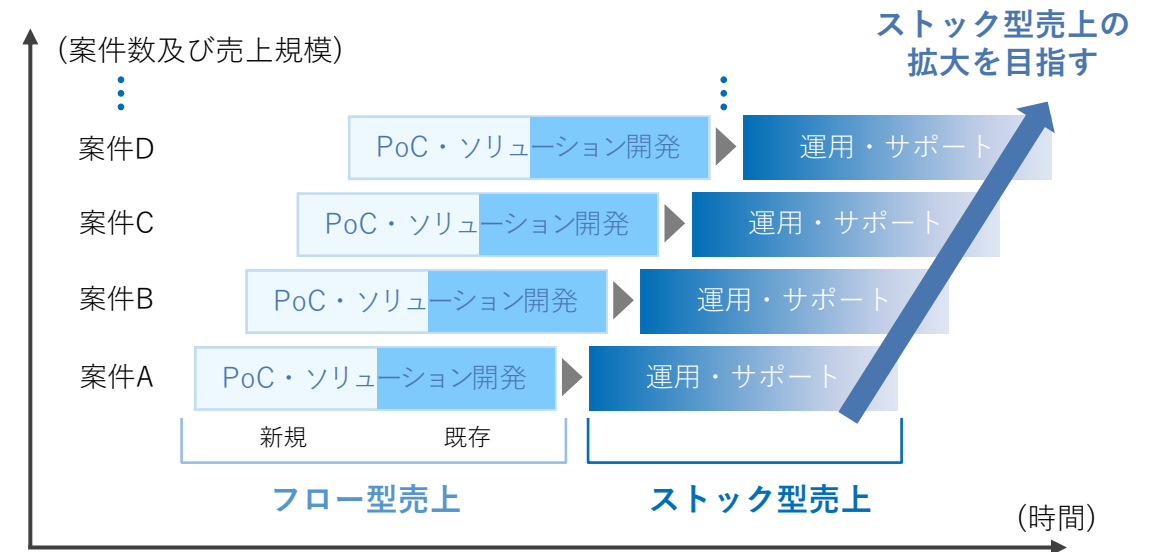 (案件数及び売上規模)
ストック型売上の
拡大を目指す
案件D
PoC・ソリューション開発
運用・サポート
案件C
PoC・ソリューション開発
運用・サポート
案件B
PoC・ソリューション開発
運用・サポート
案件A
PoC・ソリューション開発
運用・サポート
新規
既存
フロー型売上
ストック型売上
(時間)